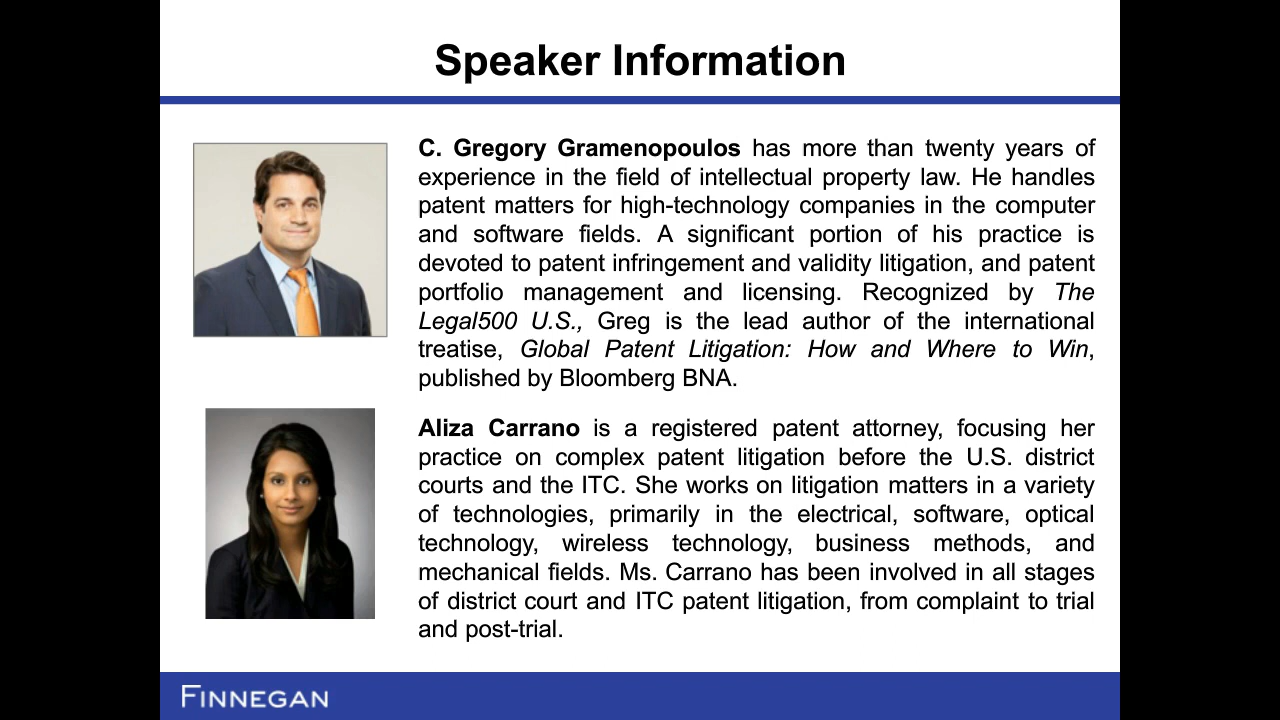 Speaker Information
C. Gregory Gramenopoulos has more than twenty years of
experience in the field of intellectual property law. He handles
patent matters for high-technology companies in the computer
and software fields. A significant portion of his practice is
devoted to patent infringement and validity litigation, and patent
portfolio management and licensing. Recognized by The
Legal500 U.S., Greg is the lead author of the international
treatise, Global Patent Litigation: How and Where to Win,
published by Bloomberg BNA.
Aliza Carrano is a registered patent attorney, focusing her
practice on complex patent litigation before the U.S. district
courts and the ITC. She works on litigation matters in a variety
of technologies, primarily in the electrical, software, optical
technology, wireless technology, business methods, and
mechanical fields. Ms. Carrano has been involved in all stages
of district court and ITC patent litigation, from complaint to trial
and post-trial.
FINNEGAN